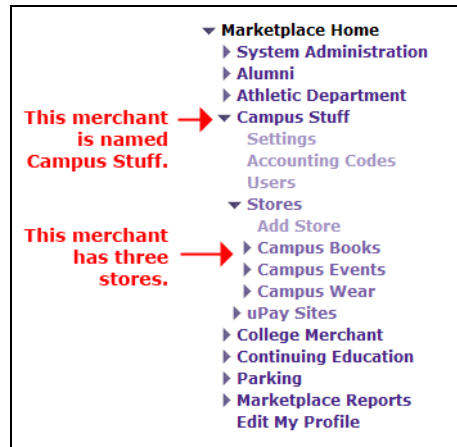 Marketplace Home
System Administration
Alumni
Athletic Department
This merchant
is named
Campus Stuff.
Campus Stuff
Settings
Accounting Codes
Users
Stores
Add Store
This merchant
has three
stores.
Campus Books
Campus Events
Campus Wear
uPay Sites
College Merchant
Continuing Education
Parking
Marketplace Reports
Edit My Profile